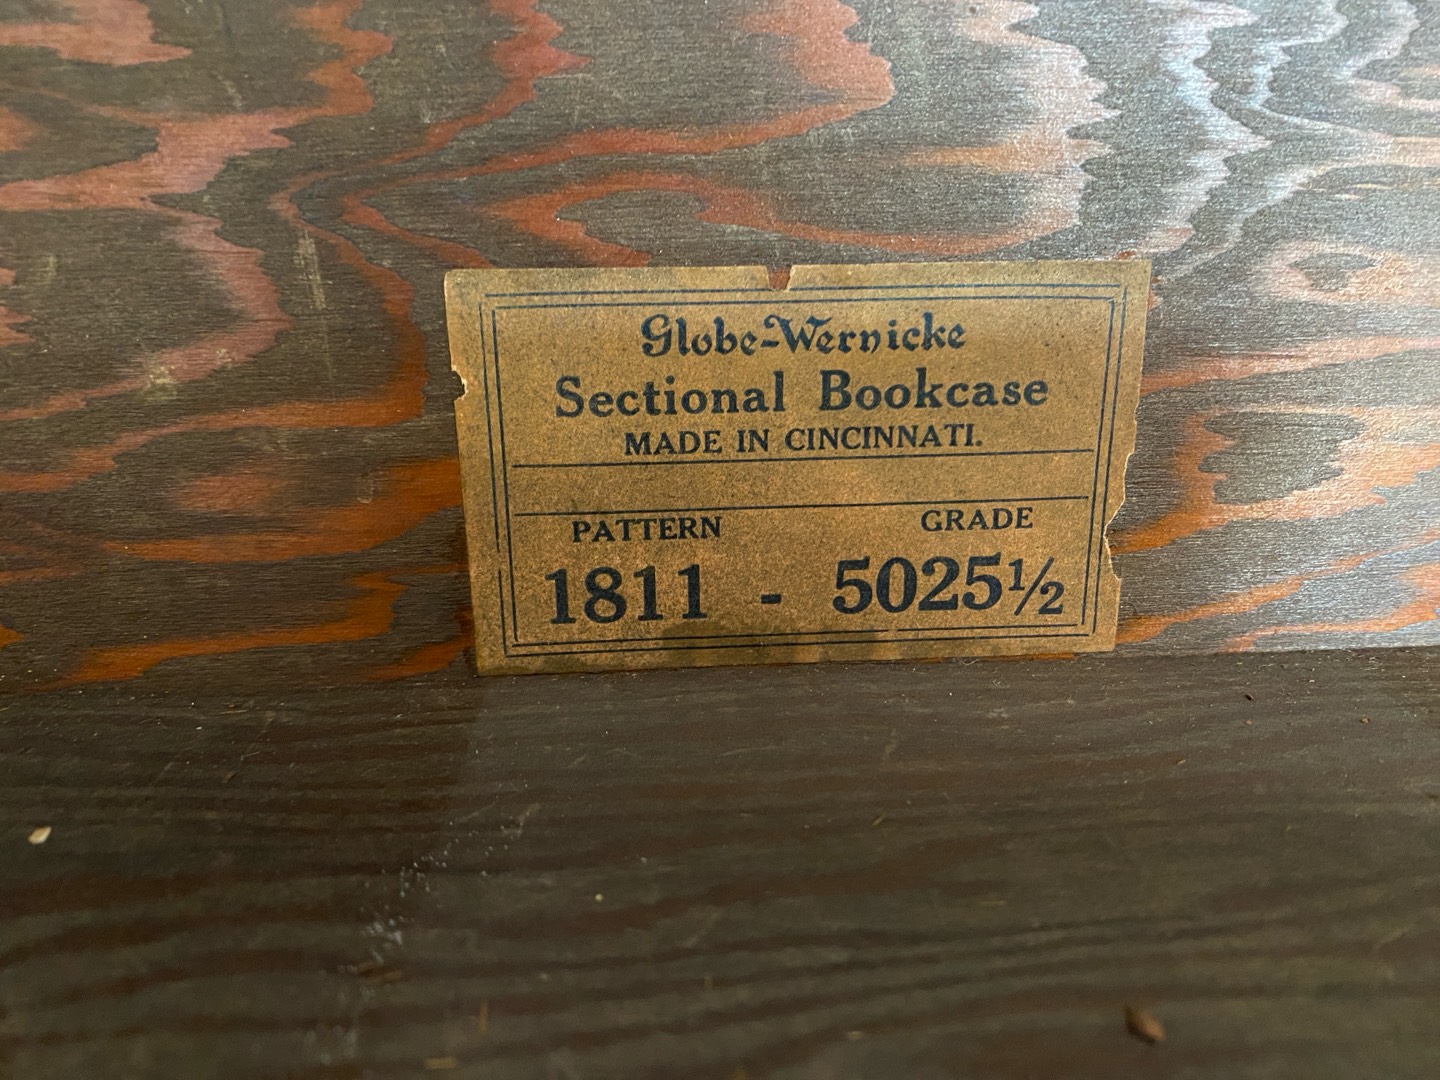 Globe-Wernicke
Sectional Bookcase
MADE IN CINCINNATI.
PATTERN GRADE
1811 - 5025½